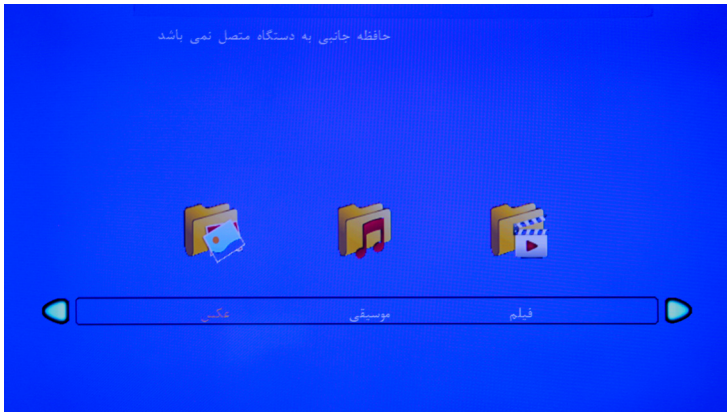 حافظه جانبی به دستگاه متصل نمی باشد
فیلم موسیقی عکس